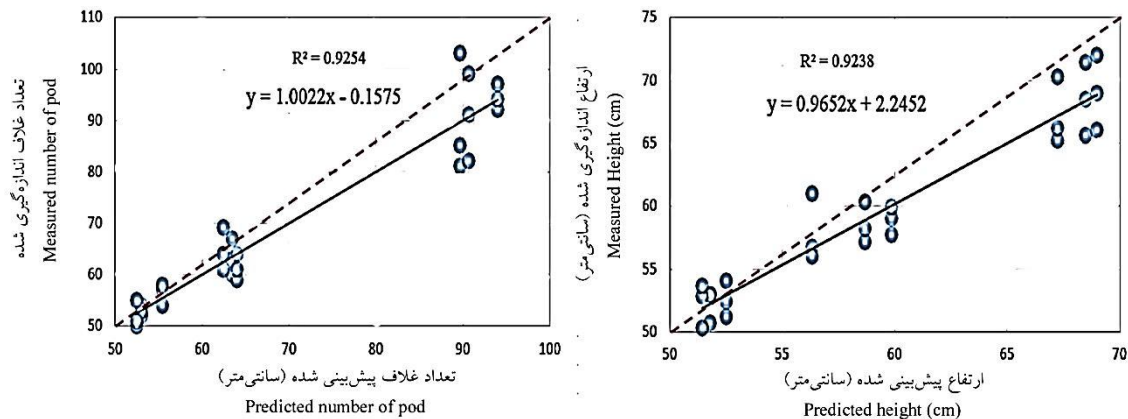 110
100
90
80
70
60
50
R² = 0.9254
y = 1.0022x - 0.1575
تعداد غلاف اندازه‌گیری شده
Measured number of pod
50
60
70
80
90
100
تعداد غلاف پیش‌بینی شده (سانتی‌متر)
Predicted number of pod
75
70
65
60
55
50
R² = 0.9238
y = 0.9652x + 2.2452
ارتفاع اندازه‌گیری شده (سانتی‌متر)
Measured Height (cm)
50
55
60
65
70
ارتفاع پیش‌بینی شده (سانتی‌متر)
Predicted height (cm)